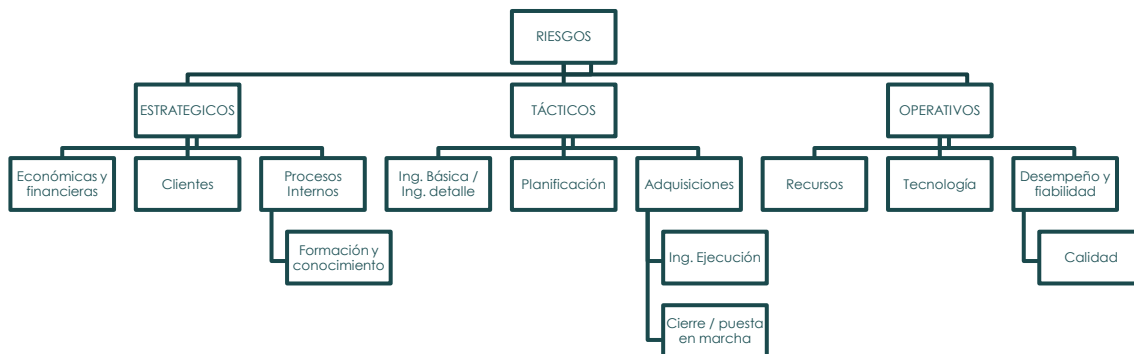 RIESGOS
ESTRATEGICOS
TÁCTICOS
OPERATIVOS
Económicas y
financieras
Clientes
Procesos
Internos
Ing. Básica /
Ing. detalle
Planificación
Adquisiciones
Recursos
Tecnología
Desempeño y
fiabilidad
Formación y
conocimiento
Ing. Ejecución
Calidad
Cierre / puesta
en marcha